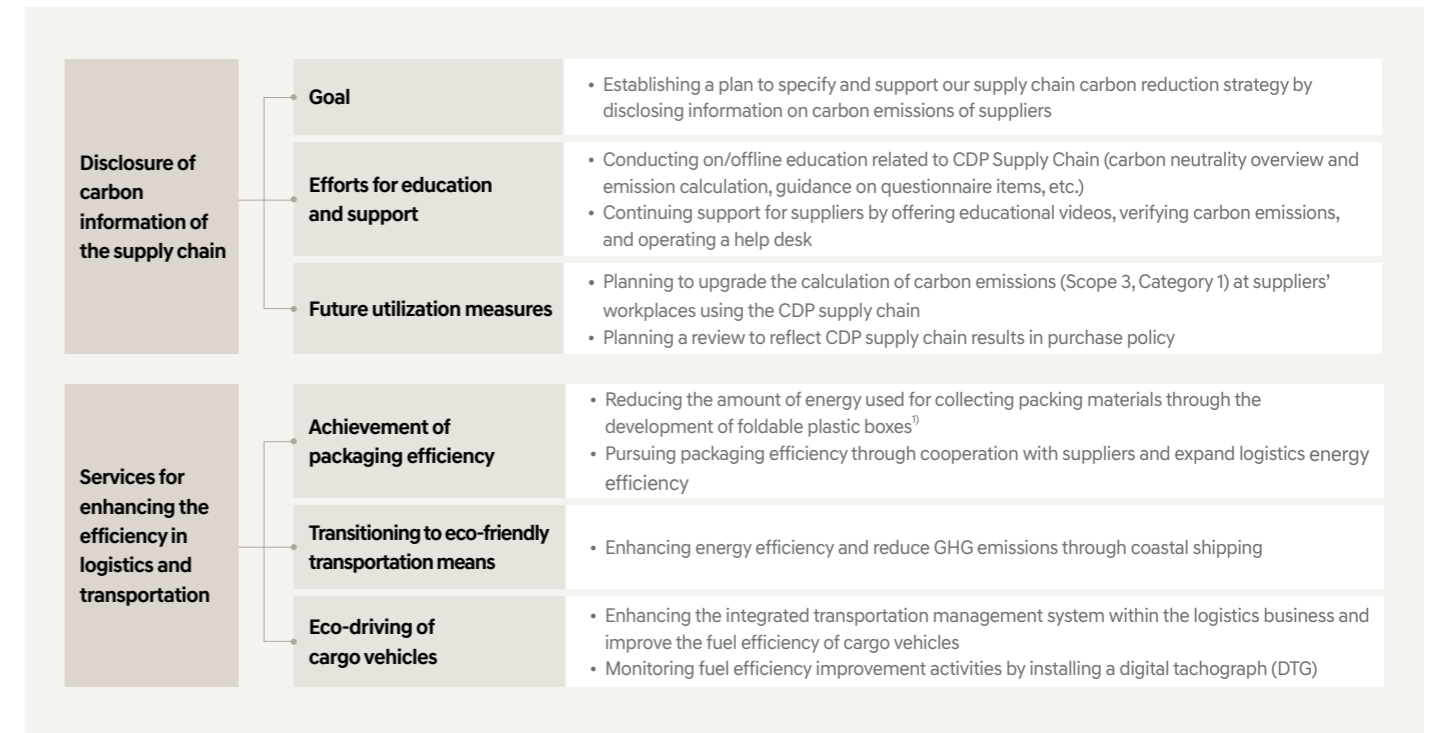 Disclosure of
carbon
information of
the supply chain
Goal
• Establishing a plan to specify and support our supply chain carbon reduction strategy by
disclosing information on carbon emissions of suppliers
Efforts for education
and support
• Conducting on/offline education related to CDP Supply Chain (carbon neutrality overview and
emission calculation, guidance on questionnaire items, etc.)
• Continuing support for suppliers by offering educational videos, verifying carbon emissions,
and operating a help desk
Future utilization measures
• Planning to upgrade the calculation of carbon emissions (Scope 3, Category 1) at suppliers’
workplaces using the CDP supply chain
• Planning a review to reflect CDP supply chain results in purchase policy
Services for
enhancing the
efficiency in
logistics and
transportation
Achievement of
packaging efficiency
• Reducing the amount of energy used for collecting packing materials through the
development of foldable plastic boxes1)
• Pursuing packaging efficiency through cooperation with suppliers and expand logistics energy
efficiency
Transitioning to eco-friendly
transportation means
• Enhancing energy efficiency and reduce GHG emissions through coastal shipping
Eco-driving of
cargo vehicles
• Enhancing the integrated transportation management system within the logistics business and
improve the fuel efficiency of cargo vehicles
• Monitoring fuel efficiency improvement activities by installing a digital tachograph (DTG)